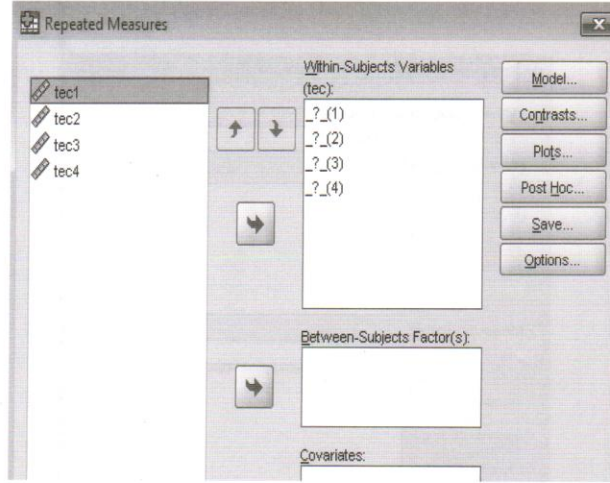 Repeated Measures
tec1
tec2
tec3
tec4
Within-Subjects Variables
(tec):
_?_(1)
_?_(2)
_?_(3)
_?_(4)
Between-Subjects Factor(s):
Covariates:
Model...
Contrasts...
Plots...
Post Hoc...
Save...
Options...